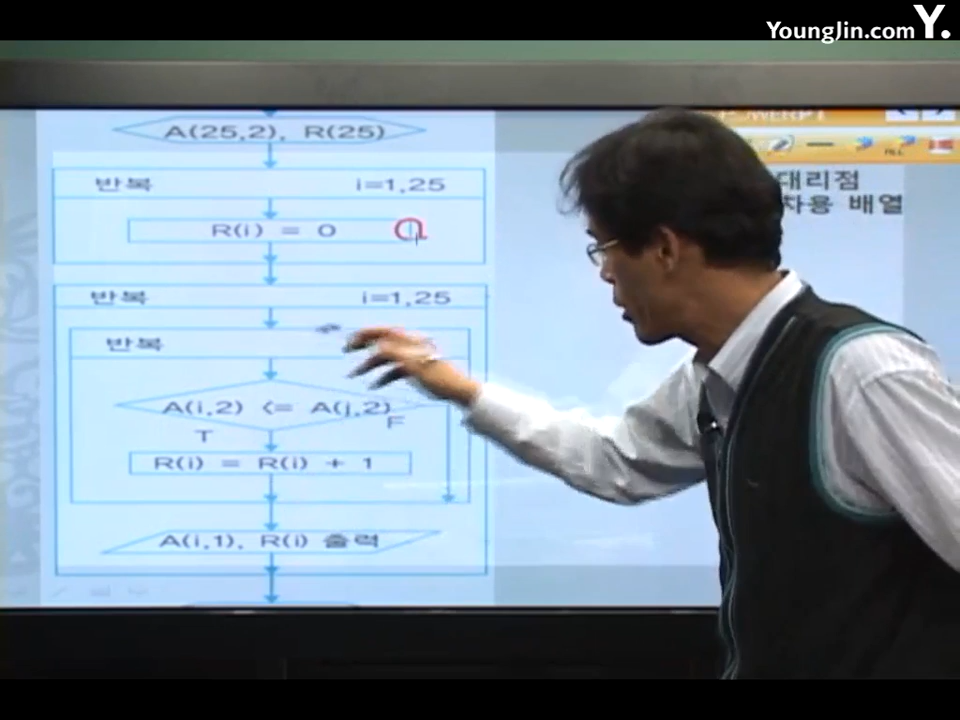 YoungJin.com Y.
A(25,2), R(25)
반복 i=1,25
R(i) = 0 a
대리점
차용 배열
반복 i=1,25
반복
A(i,2) <= A(j,2)
T F
R(i) = R(i) + 1
A(i,1), R(i) 출력